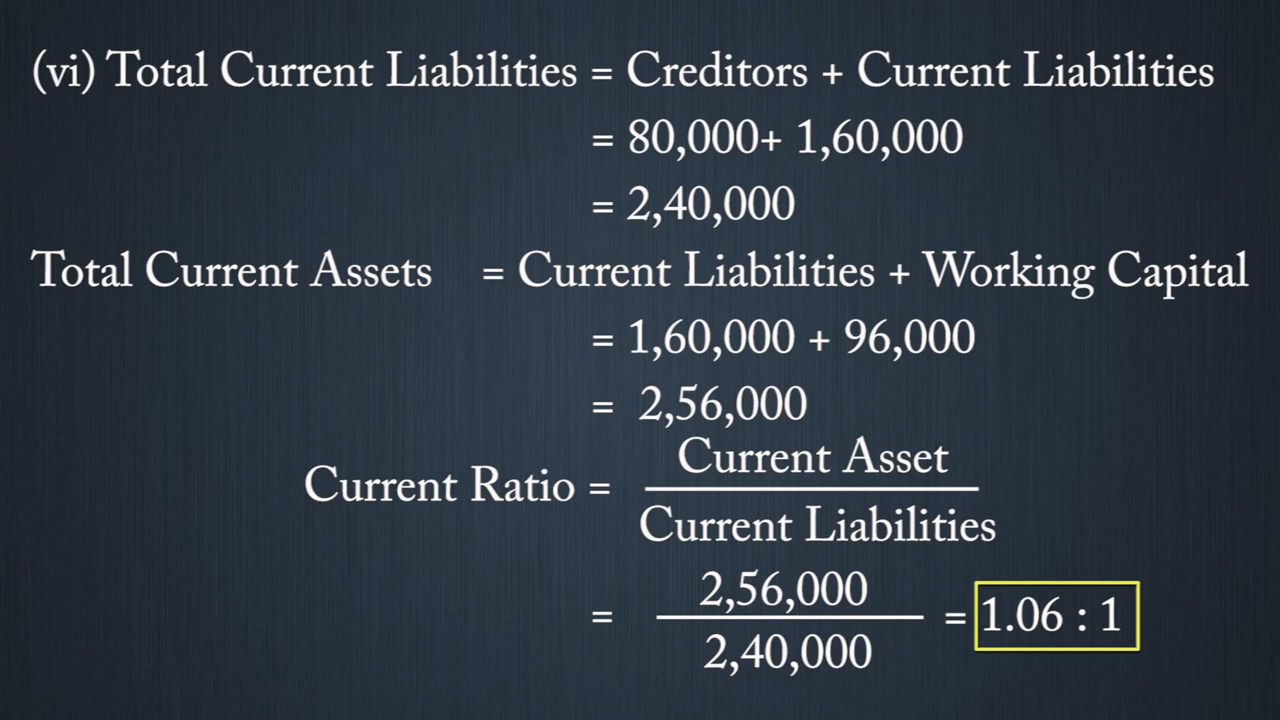 (vi) Total Current Liabilities = Creditors + Current Liabilities
= 80,000+ 1,60,000
= 2,40,000
Total Current Assets = Current Liabilities + Working Capital
= 1,60,000 + 96,000
= 2,56,000
Current Asset
Current Ratio =
Current Liabilities
2,56,000
= = 1.06 : 1
2,40,000